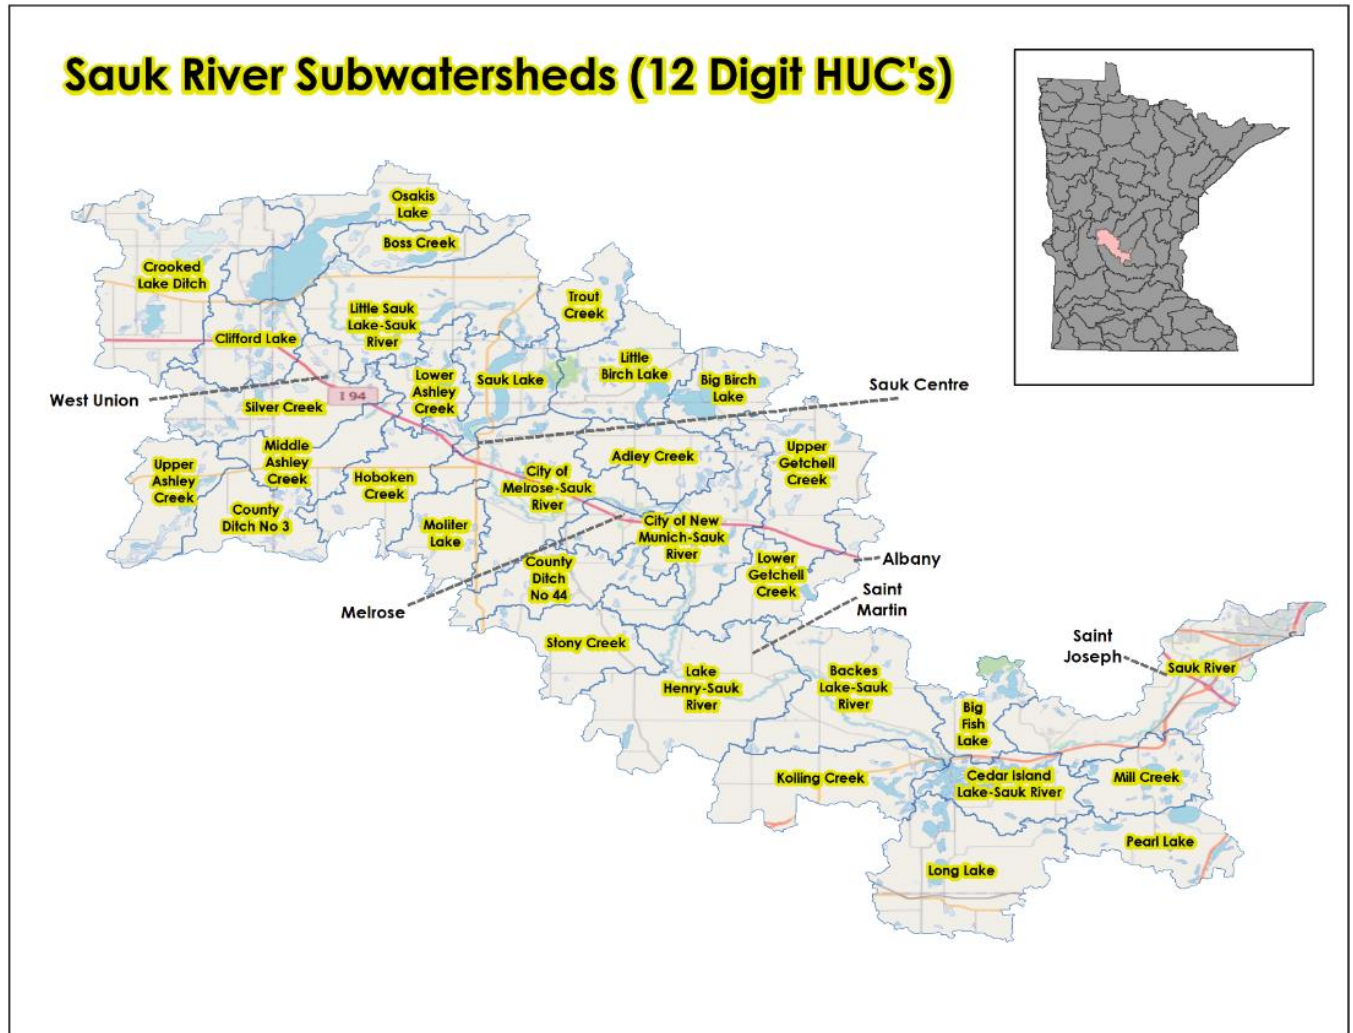 Sauk River Subwatersheds (12 Digit HUC's)
Osakis
Lake
Boss Creek
Crooked
Lake Ditch
Trout
Creek
Little Sauk
Lake-Sauk
River
Clifford Lake
Little
Birch Lake
Lower
Ashley
Creek
Sauk Lake
Big Birch
Lake
Sauk Centre
West Union
I 94
Silver Creek
Upper
Ashley
Creek
Middle
Ashley
Creek
Hoboken
Creek
City of
Melrose-Sauk
River
Adley Creek
Upper
Getchell
Creek
County
Ditch No 3
Moliter
Lake
City of New
Munich-Sauk
River
County
Ditch
No 44
Lower
Getchell
Creek
Albany
Melrose
Saint
Martin
Stony Creek
Saint
Joseph
Sauk River
Lake
Henry-Sauk
River
Backes
Lake-Sauk
River
Big
Fish
Lake
Kolling Creek
Cedar Island
Lake-Sauk River
Mill Creek
Pearl Lake
Long Lake